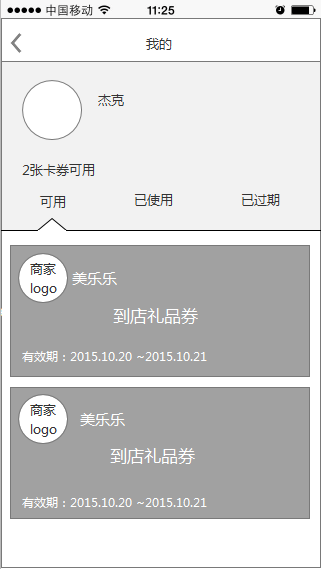 中国移动 11:25
我的
杰克
2张卡券可用
可用 已使用 已过期
商家
logo
美乐乐
到店礼品券
有效期：2015.10.20 ~2015.10.21
商家
logo
美乐乐
到店礼品券
有效期：2015.10.20 ~2015.10.21